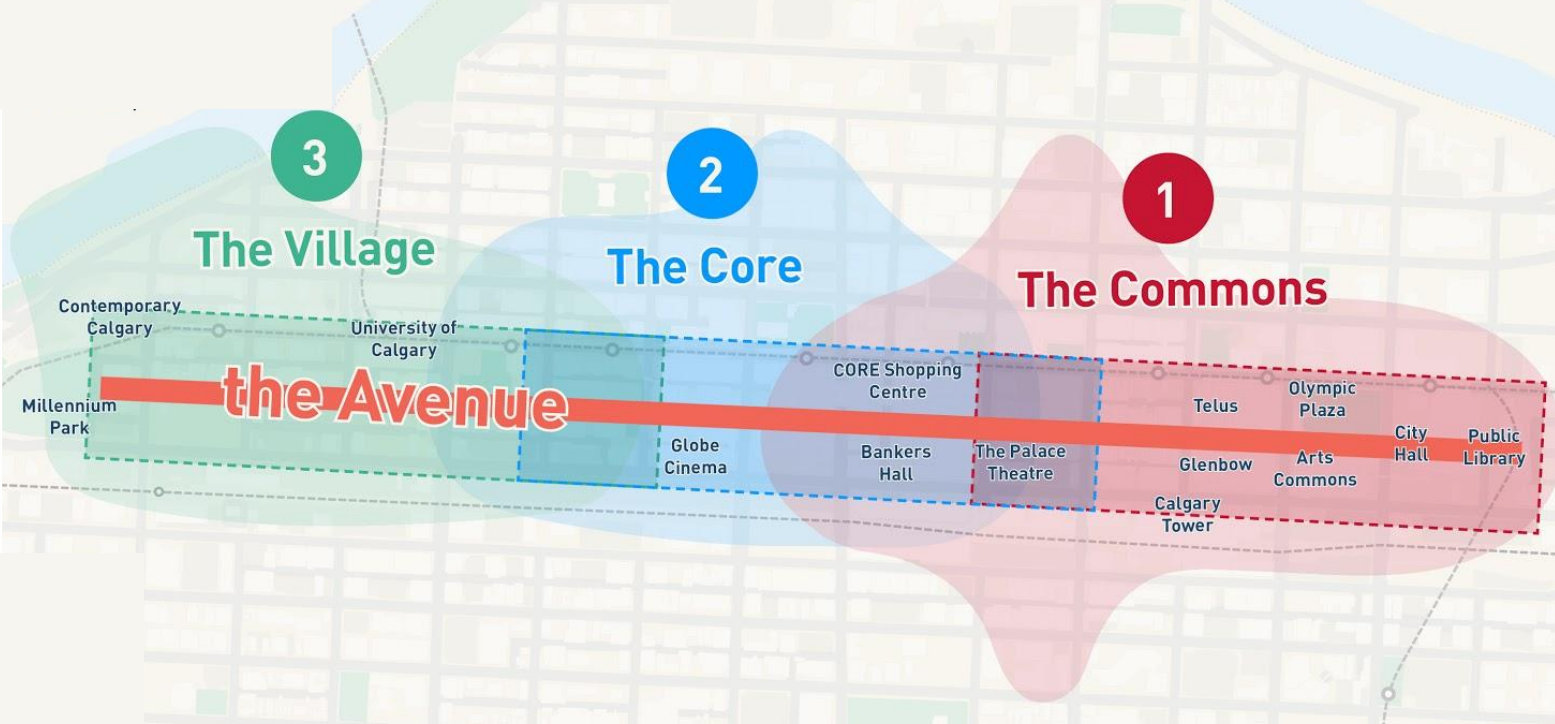 3
The Village
2
The Core
1
The Commons
Contemporary
Calgary
University of
Calgary
the Avenue
Millennium
Park
Globe
Cinema
CORE Shopping
Centre
Bankers
Hall
The Palace
Theatre
Telus
Olympic
Plaza
Glenbow
Arts
Commons
City
Hall
Public
Library
Calgary
Tower